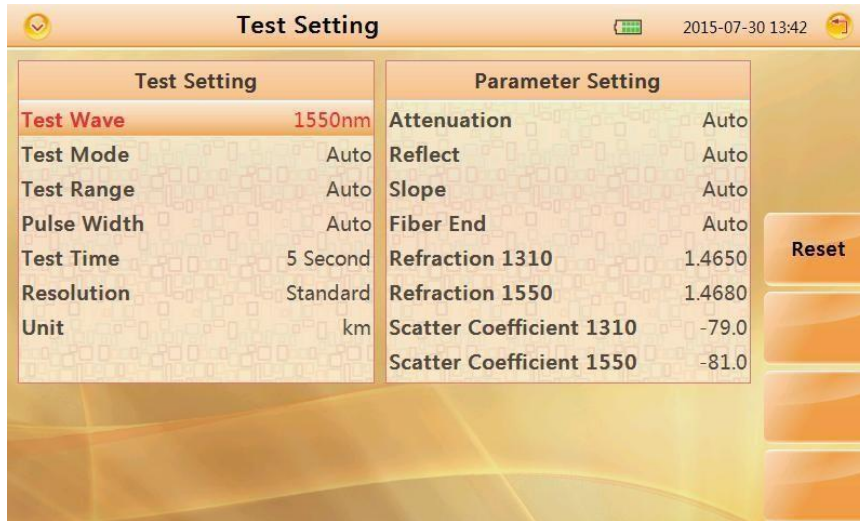 Test Setting 2015-07-30 13:42
Test Setting
Test Wave 1550nm
Test Mode Auto
Test Range Auto
Pulse Width Auto
Test Time 5 Second
Resolution Standard
Unit km
Parameter Setting
Attenuation Auto
Reflect Auto
Slope Auto
Fiber End Auto
Refraction 1310 1.4650
Refraction 1550 1.4680
Scatter Coefficient 1310 -79.0
Scatter Coefficient 1550 -81.0
Reset